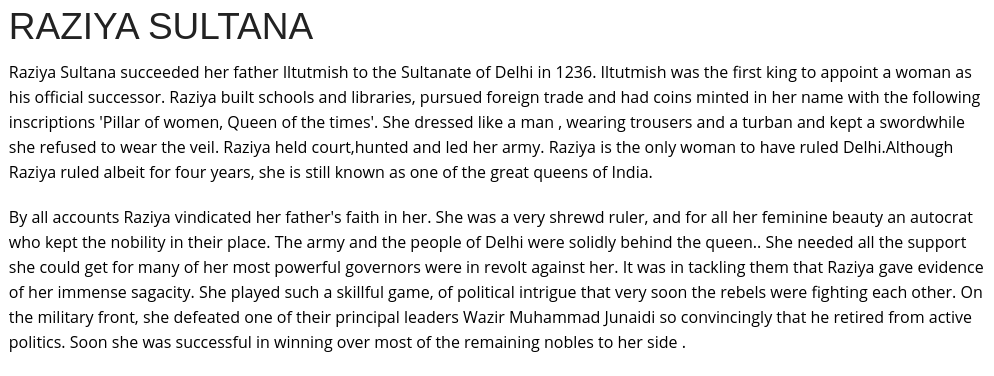 RAZIYA SULTANA
Raziya Sultana succeeded her father Iltutmish to the Sultanate of Delhi in 1236. Iltutmish was the first king to appoint a woman as
his official successor. Raziya built schools and libraries, pursued foreign trade and had coins minted in her name with the following
inscriptions 'Pillar of women, Queen of the times'. She dressed like a man , wearing trousers and a turban and kept a swordwhile
she refused to wear the veil. Raziya held court,hunted and led her army. Raziya is the only woman to have ruled Delhi.Although
Raziya ruled albeit for four years, she is still known as one of the great queens of India.
By all accounts Raziya vindicated her father's faith in her. She was a very shrewd ruler, and for all her feminine beauty an autocrat
who kept the nobility in their place. The army and the people of Delhi were solidly behind the queen.. She needed all the support
she could get for many of her most powerful governors were in revolt against her. It was in tackling them that Raziya gave evidence
of her immense sagacity. She played such a skillful game, of political intrigue that very soon the rebels were fighting each other. On
the military front, she defeated one of their principal leaders Wazir Muhammad Junaidi so convincingly that he retired from active
politics. Soon she was successful in winning over most of the remaining nobles to her side .